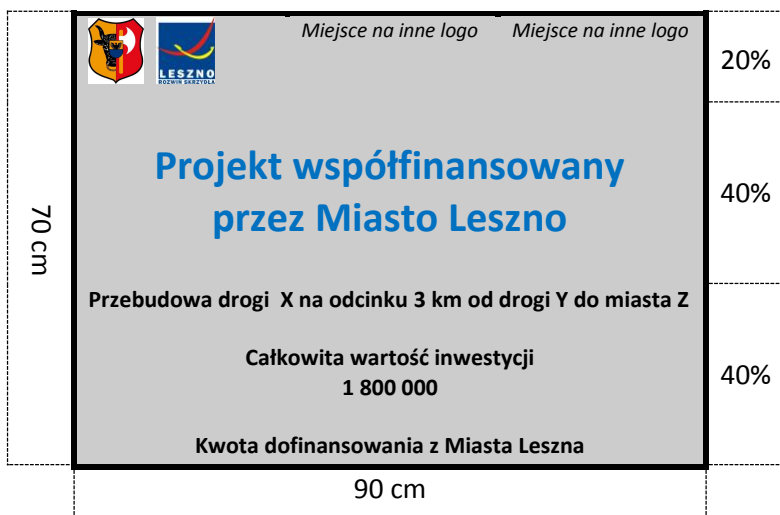 Miejsce na inne logo Miejsce na inne logo
LESZNO
ROZWIŃ SKRZYDŁA
20%
Projekt współfinansowany
przez Miasto Leszno
40%
70 cm
Przebudowa drogi X na odcinku 3 km od drogi Y do miasta Z
Całkowita wartość inwestycji
1 800 000
40%
Kwota dofinansowania z Miasta Leszna
90 cm